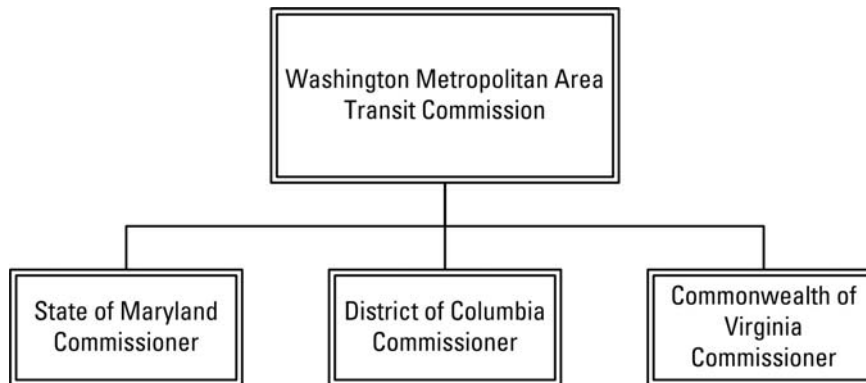 Washington Metropolitan Area
Transit Commission
State of Maryland
Commissioner
District of Columbia
Commissioner
Commonwealth of
Virginia
Commissioner